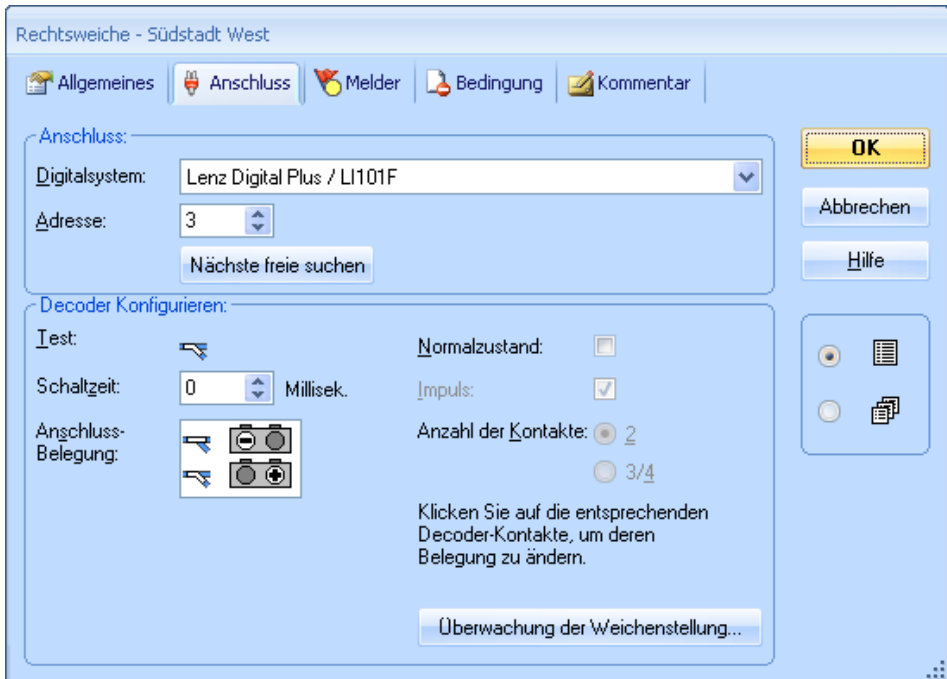 Rechtsweiche - Südstadt West
Allgemeines
Anschluss
Melder
Bedingung
Kommentar
Anschluss:
Digitalsystem:
Lenz Digital Plus / LI101F
Adresse:
3
Nächste freie suchen
Decoder Konfigurieren:
Test:
Schaltzeit:
0
Millisek.
Anschluss-
Belegung:
Normalzustand:
Impuls:
Anzahl der Kontakte:
2
3/4
Klicken Sie auf die entsprechenden
Decoder-Kontakte, um deren
Belegung zu ändern.
Überwachung der Weichenstellung...
OK
Abbrechen
Hilfe